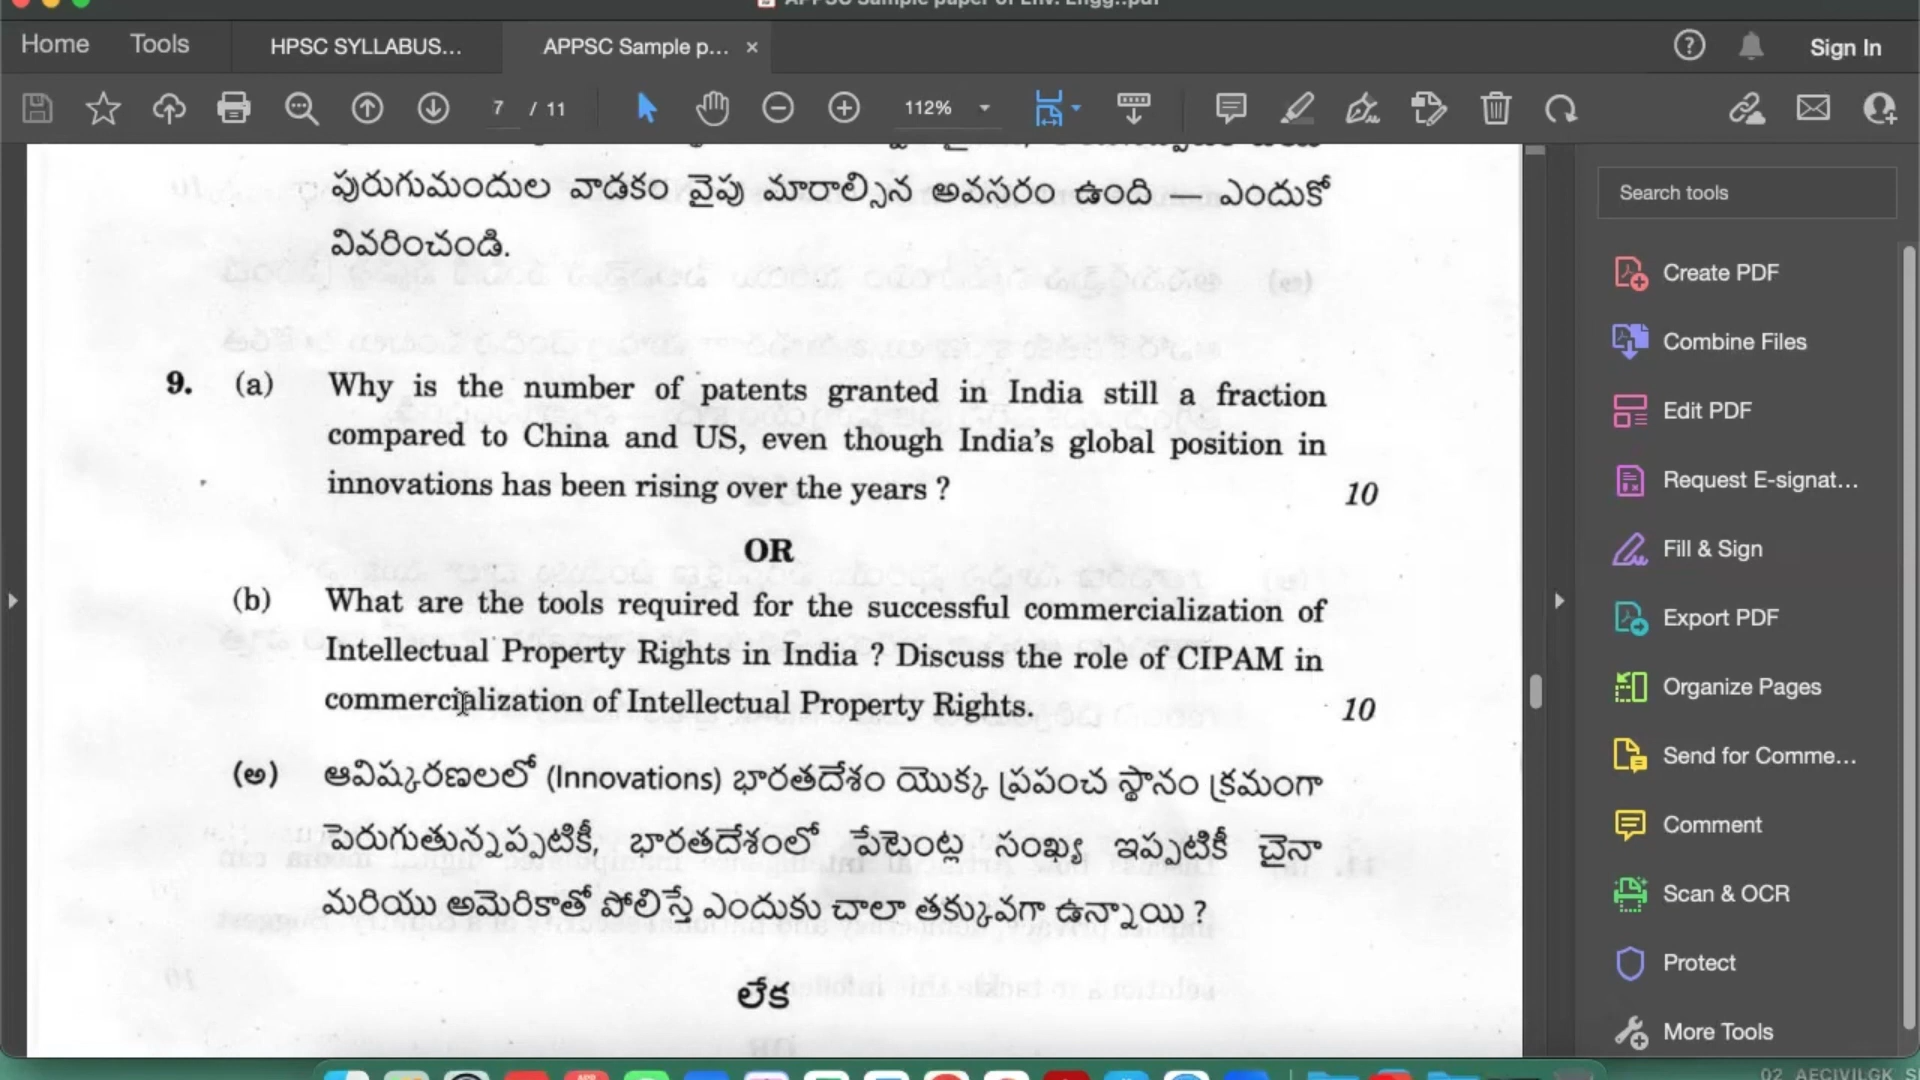 Home Tools HPSC SYLLABUS... APPSC Sample p... Sign In
7 / 11 112%
పురుగుమందుల వాడకం వైపు మారాల్సిన అవసరం ఉంది — ఎందుకో
వివరించండి.
9. (a) Why is the number of patents granted in India still a fraction
compared to China and US, even though India's global position in
innovations has been rising over the years ? 10
OR
(b) What are the tools required for the successful commercialization of
Intellectual Property Rights in India ? Discuss the role of CIPAM in
commercialization of Intellectual Property Rights. 10
(అ) ఆవిష్కరణలలో (Innovations) భారతదేశం యొక్క ప్రపంచ స్థానం క్రమంగా
పెరుగుతున్నప్పటికీ, భారతదేశంలో పేటెంట్ల సంఖ్య ఇప్పటికీ చైనా
మరియు అమెరికాతో పోలిస్తే ఎందుకు చాలా తక్కువగా ఉన్నాయి ?
లేక
Search tools
Create PDF
Combine Files
Edit PDF
Request E-signat...
Fill & Sign
Export PDF
Organize Pages
Send for Comme...
Comment
Scan & OCR
Protect
More Tools